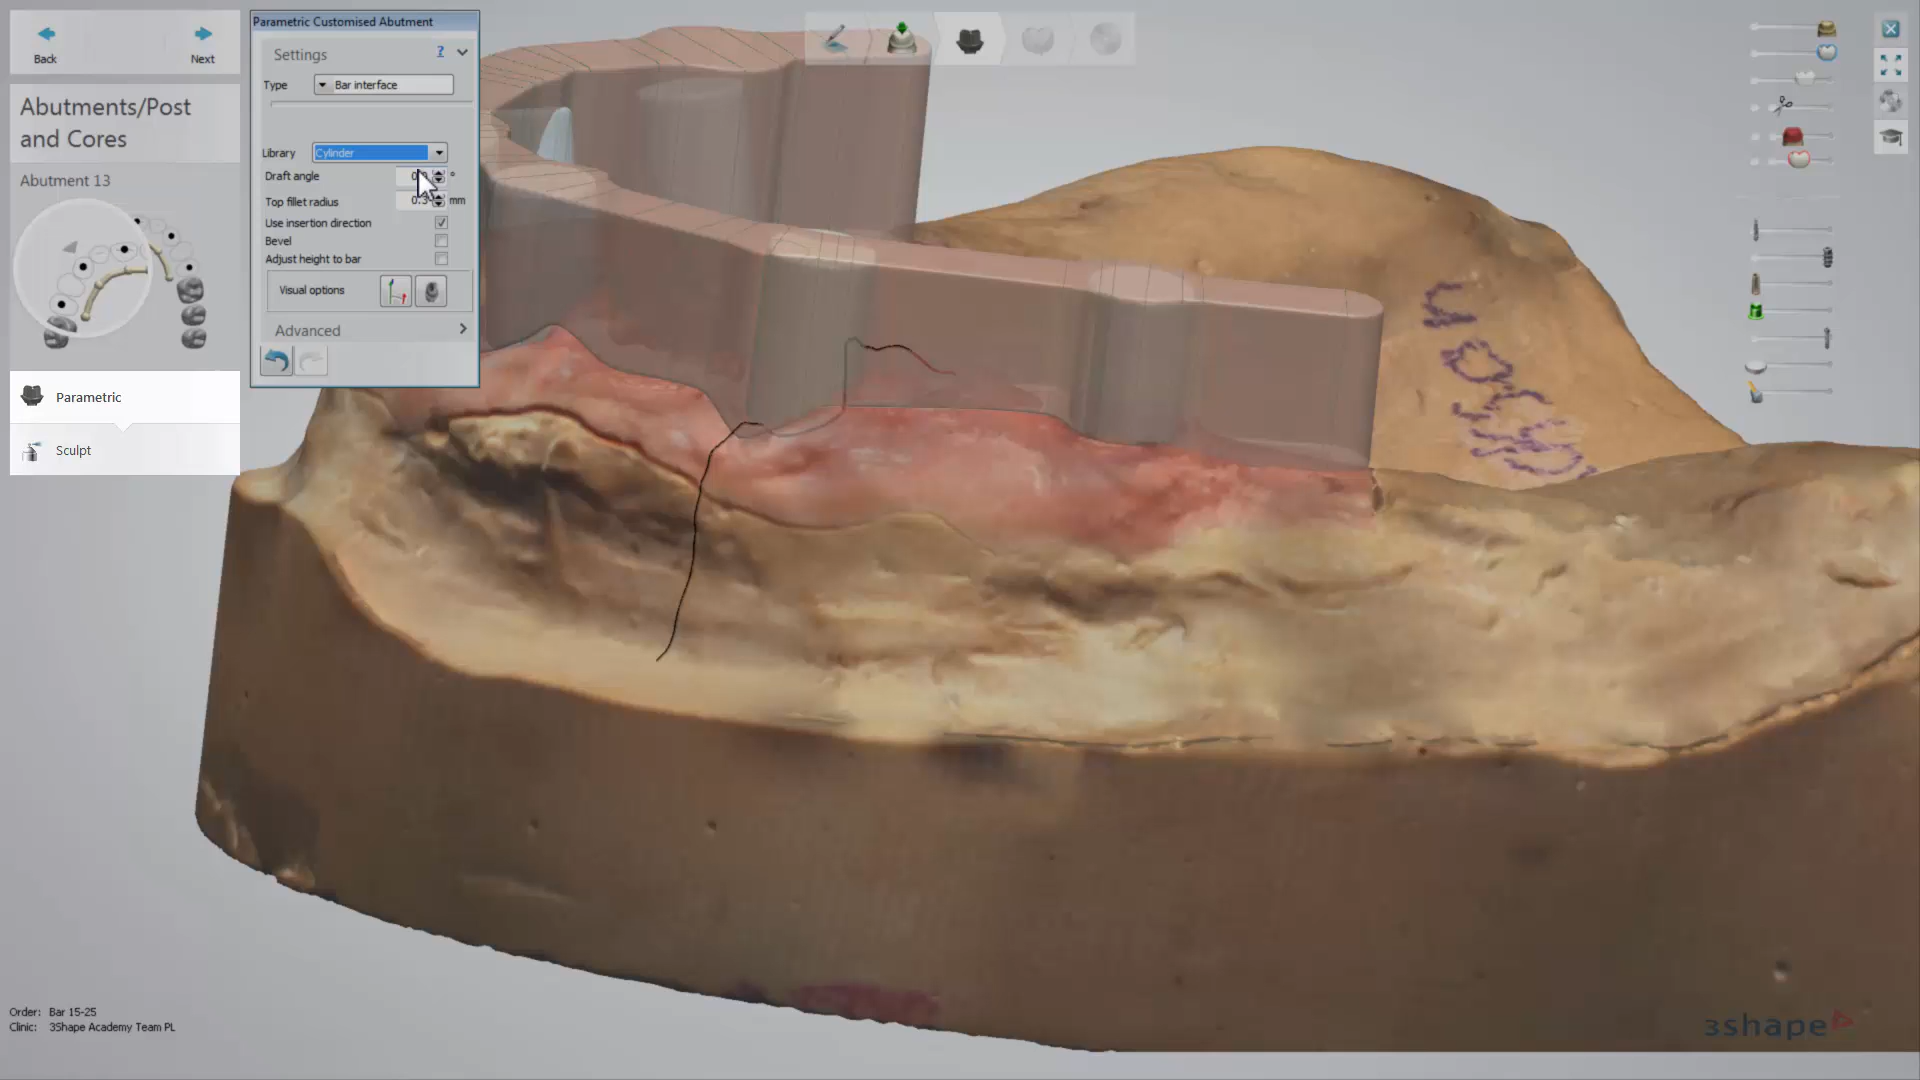 Parametric Customised Abutment
Back
Next
Settings
?
Type
Bar interface
Abutments/Post
and Cores
Library
Cylinder
Draft angle
°
Top fillet radius
0.3
mm
Abutment 13
Use insertion direction
Bevel
Adjust height to bar
Visual options
Advanced
Parametric
Sculpt
Order: Bar 15-25
Clinic: 3Shape Academy Team PL
3shape